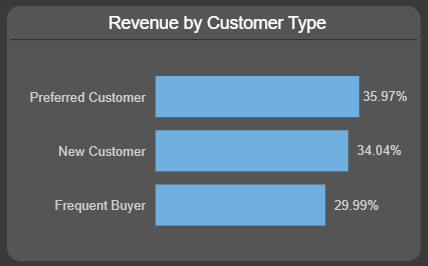 Revenue by Customer Type
Preferred Customer 35.97%
New Customer 34.04%
Frequent Buyer 29.99%